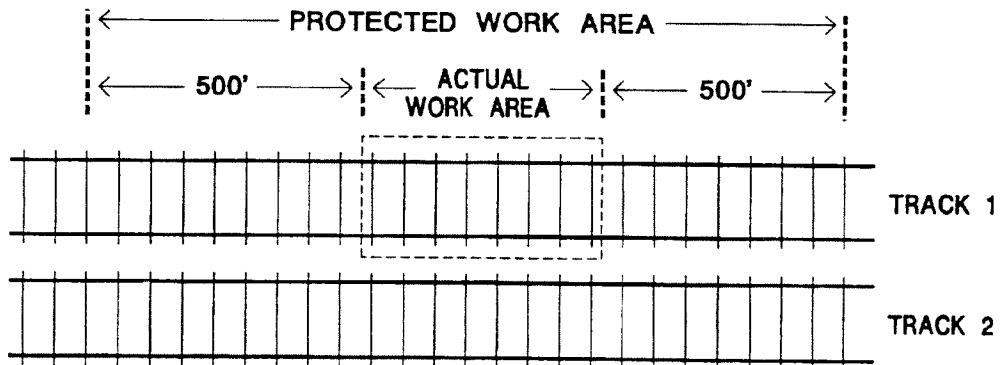 PROTECTED WORK AREA
500'
ACTUAL
WORK AREA
500'
TRACK 1
TRACK 2